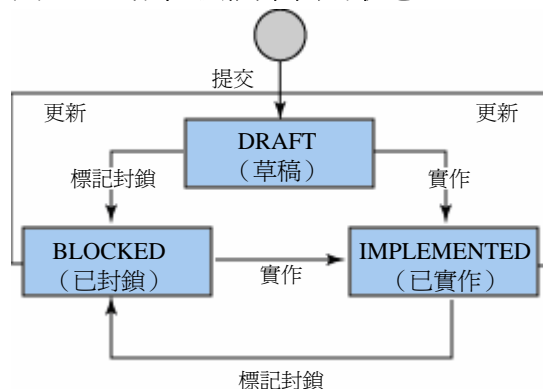 提交
更新
更新
DRAFT
（草稿）
標記封鎖
實作
BLOCKED
（已封鎖）
實作
IMPLEMENTED
（已實作）
標記封鎖